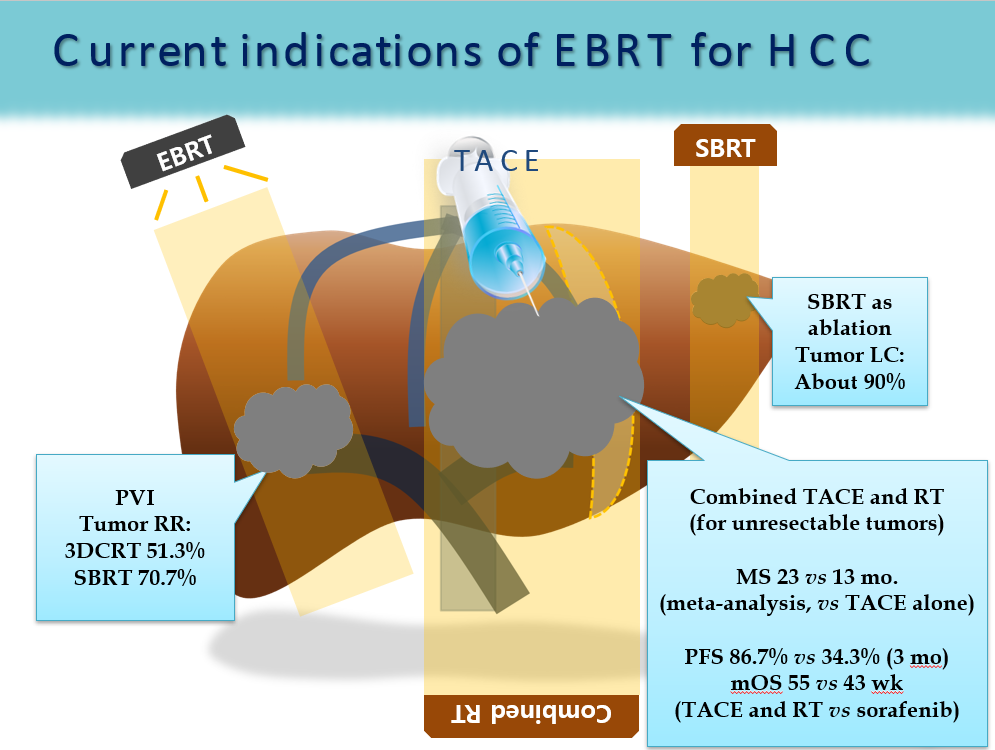 Current indications of EBRT for HCC
EBRT
TACE
SBRT
SBRT as
ablation
Tumor LC:
About 90%
PVI
Tumor RR:
3DCRT 51.3%
SBRT 70.7%
Combined TACE and RT
(for unresectable tumors)
MS 23 vs 13 mo.
(meta-analysis, vs TACE alone)
PFS 86.7% vs 34.3% (3 mo)
mOS 55 vs 43 wk
(TACE and RT vs sorafenib)
Combined RT